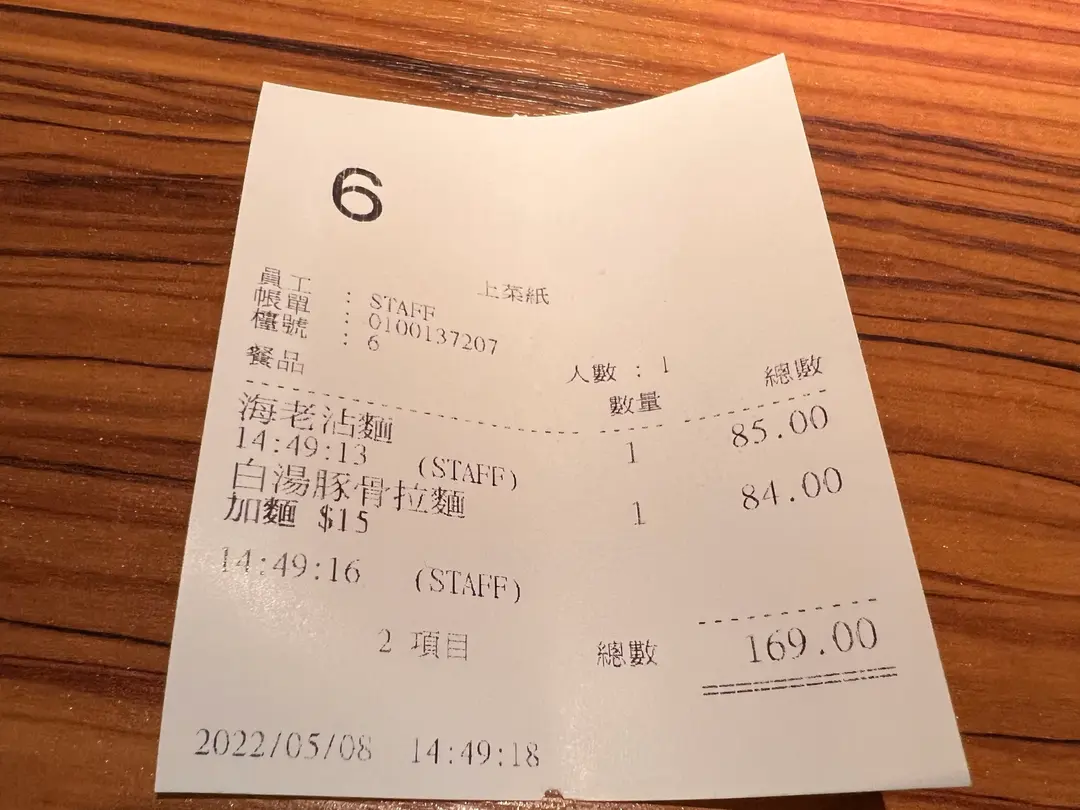 6
上菜紙
員工 : STAFF
帳單 : 0100137207
檯號 : 6
人數 : 1
餐品 數量 總數
海老沾麵 1 85.00
14:49:13 (STAFF)
白湯豚骨拉麵 1 84.00
加麵 $15
14:49:16 (STAFF)
2 項目 總數 169.00
2022/05/08 14:49:18